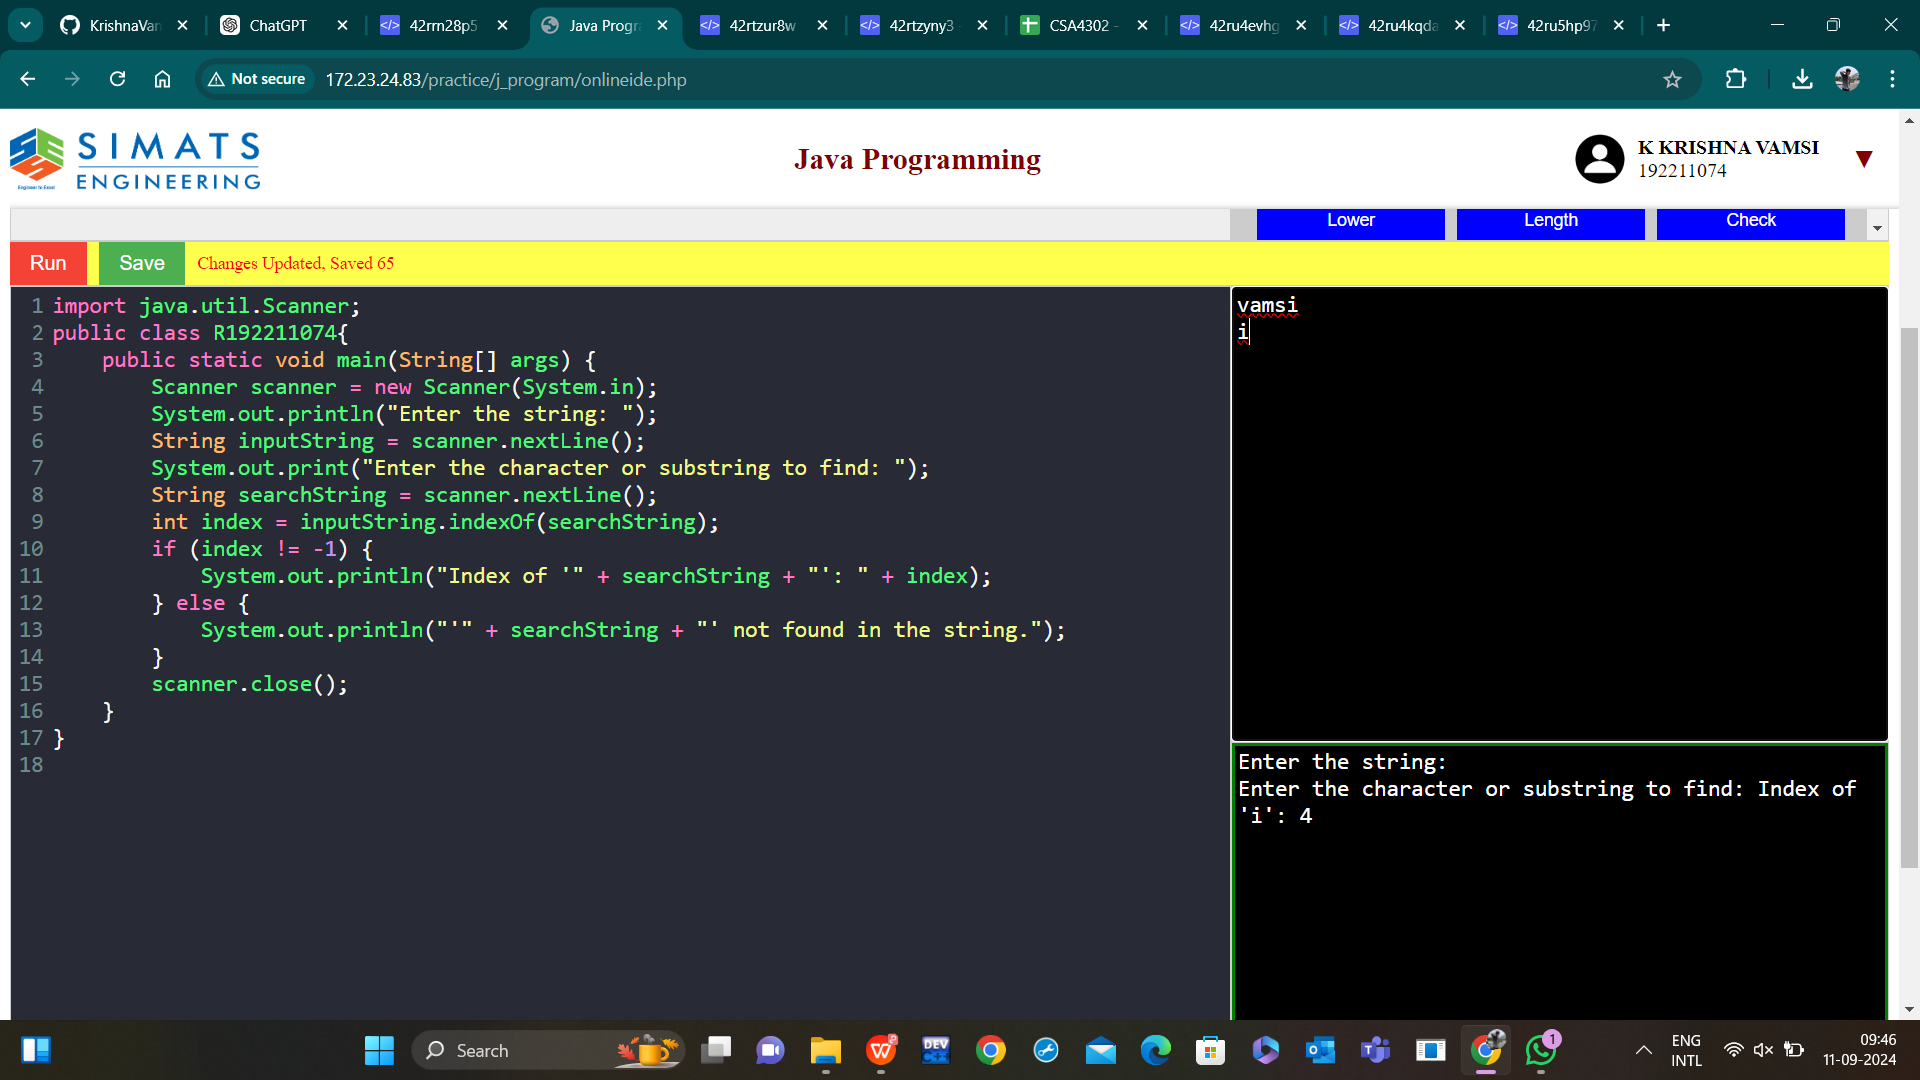 KrishnaVan
ChatGPT
42rrn28p5
Java Progr
42rtzur8w
42rtzyny3
CSA4302 -
42ru4evhg
42ru4kqda
42ru5hp97
Not secure
172.23.24.83/practice/j_program/onlineide.php
SIMATS
ENGINEERING
Engineer to Excel
Java Programming
K KRISHNA VAMSI
192211074
Lower
Length
Check
Run
Save
Changes Updated, Saved 65
1 import java.util.Scanner;
2 public class R192211074{
3     public static void main(String[] args) {
4         Scanner scanner = new Scanner(System.in);
5         System.out.println("Enter the string: ");
6         String inputString = scanner.nextLine();
7         System.out.print("Enter the character or substring to find: ");
8         String searchString = scanner.nextLine();
9         int index = inputString.indexOf(searchString);
10         if (index != -1) {
11             System.out.println("Index of '" + searchString + "': " + index);
12         } else {
13             System.out.println("'" + searchString + "' not found in the string.");
14         }
15         scanner.close();
16     }
17 }
18
vamsi
i
Enter the string:
Enter the character or substring to find: Index of
'i': 4
Search
DEV
C++
1
ENG
INTL
09:46
11-09-2024